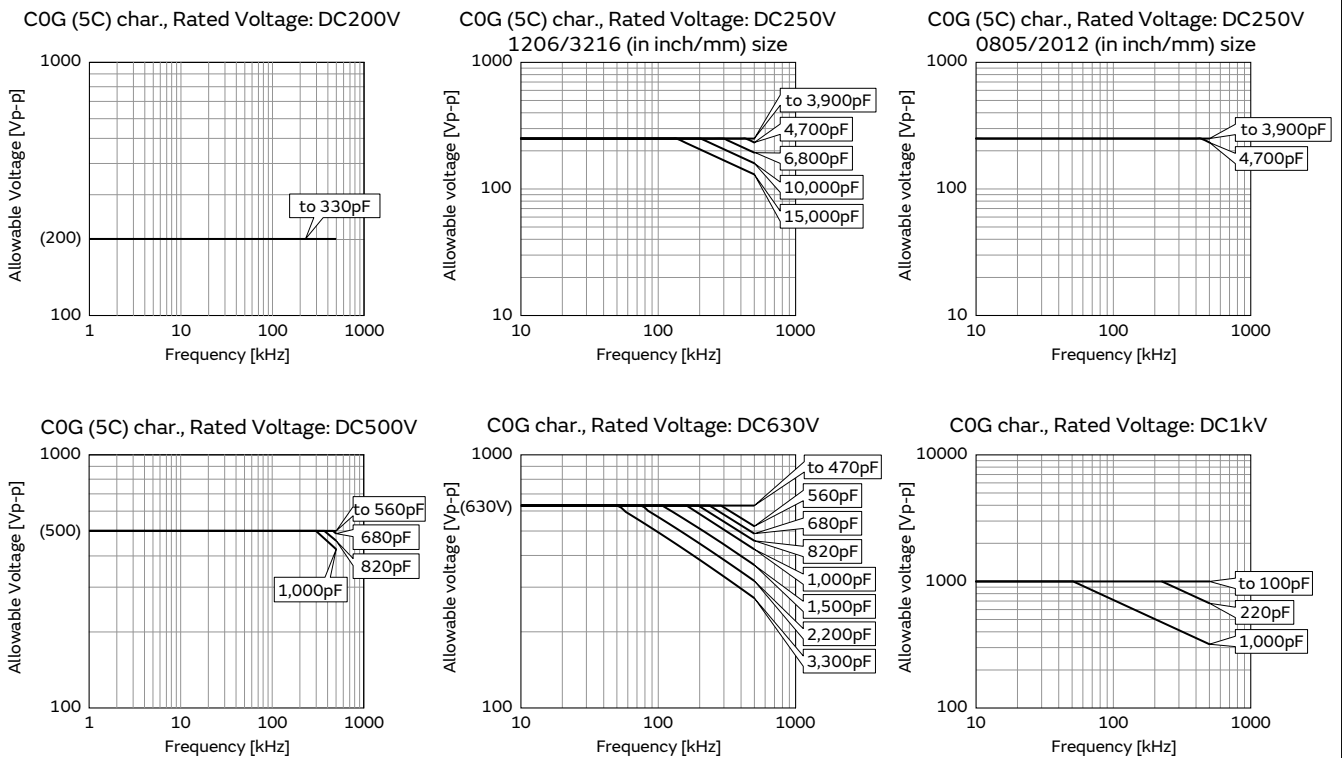 C0G (5C) char., Rated Voltage: DC200V
Allowable Voltage [Vp-p]
1000
(200)
100
to 330pF
1
10
100
1000
Frequency [kHz]
C0G (5C) char., Rated Voltage: DC250V
1206/3216 (in inch/mm) size
Allowable voltage [Vp-p]
1000
100
10
to 3,900pF
4,700pF
6,800pF
10,000pF
15,000pF
10
100
1000
Frequency [kHz]
C0G (5C) char., Rated Voltage: DC250V
0805/2012 (in inch/mm) size
Allowable voltage [Vp-p]
1000
100
10
to 3,900pF
4,700pF
10
100
1000
Frequency [kHz]
C0G (5C) char., Rated Voltage: DC500V
Allowable Voltage [Vp-p]
1000
(500)
100
to 560pF
680pF
820pF
1,000pF
1
10
100
1000
Frequency [kHz]
C0G char., Rated Voltage: DC630V
Allowable voltage [Vp-p]
1000
(630V)
100
to 470pF
560pF
680pF
820pF
1,000pF
1,500pF
2,200pF
3,300pF
10
100
1000
Frequency [kHz]
C0G char., Rated Voltage: DC1kV
Allowable voltage [Vp-p]
10000
1000
100
to 100pF
220pF
1,000pF
10
100
1000
Frequency [kHz]